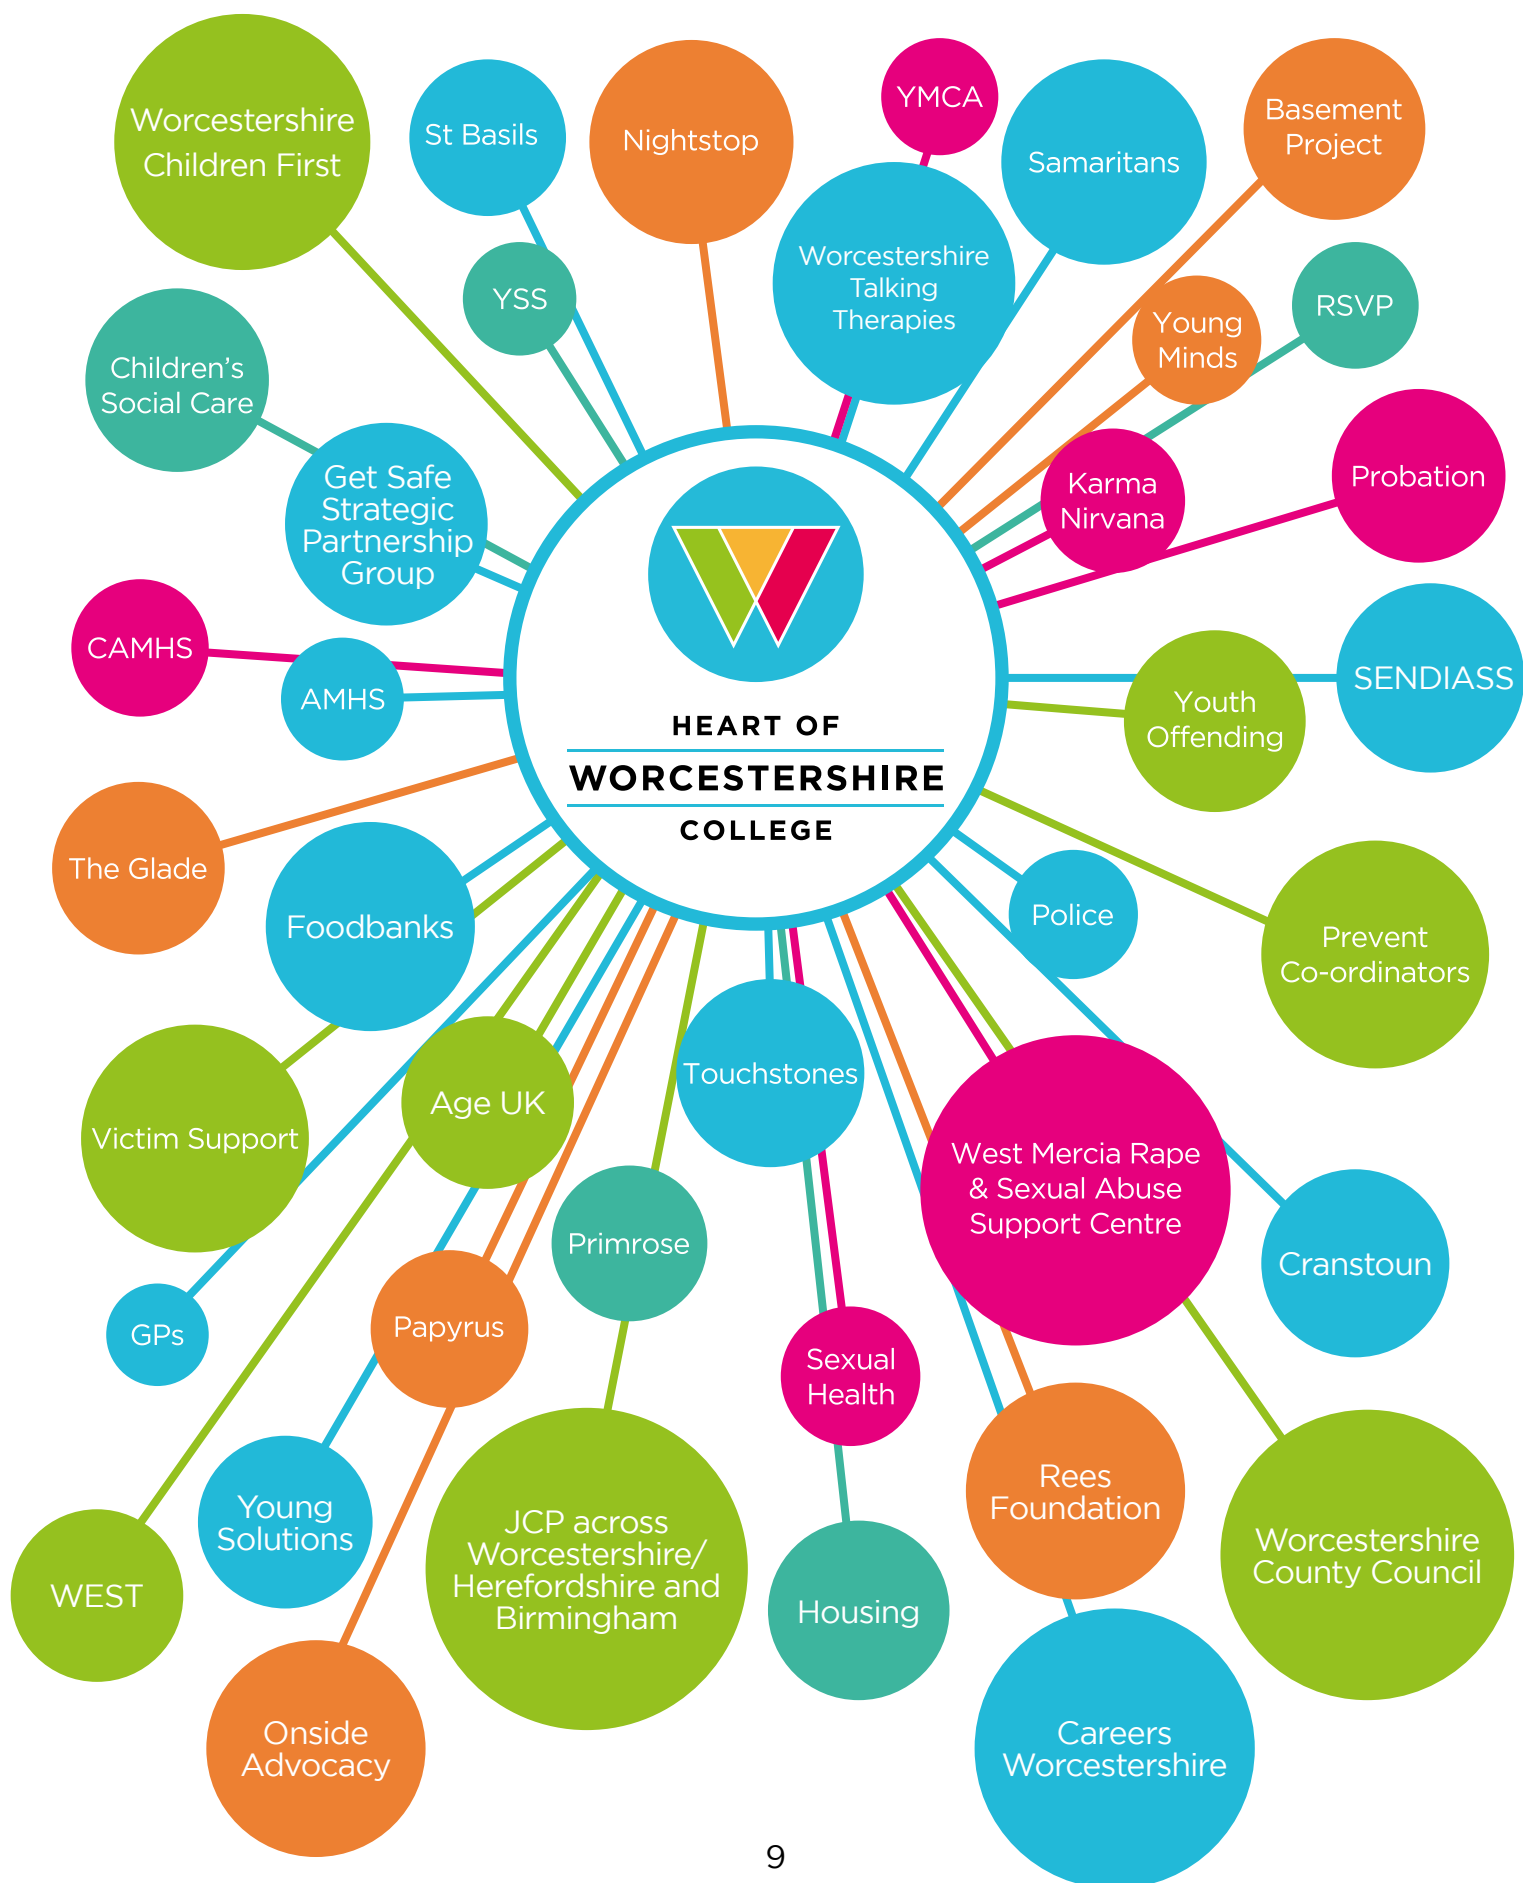 Worcestershire
Children First
St Basils
Nightstop
YMCA
Samaritans
Basement
Project
YSS
Worcestershire
Talking
Therapies
Young
Minds
RSVP
Children’s
Social Care
Get Safe
Strategic
Partnership
Group
Karma
Nirvana
Probation
CAMHS
AMHS
HEART OF
WORCESTERSHIRE
COLLEGE
Youth
Offending
SENDIASS
The Glade
Foodbanks
Police
Prevent
Co-ordinators
Victim Support
Age UK
Touchstones
West Mercia Rape
& Sexual Abuse
Support Centre
Cranstoun
GPs
Papyrus
Primrose
Sexual
Health
WEST
Young
Solutions
JCP across
Worcestershire/
Herefordshire and
Birmingham
Housing
Rees
Foundation
Worcestershire
County Council
Onside
Advocacy
Careers
Worcestershire
9